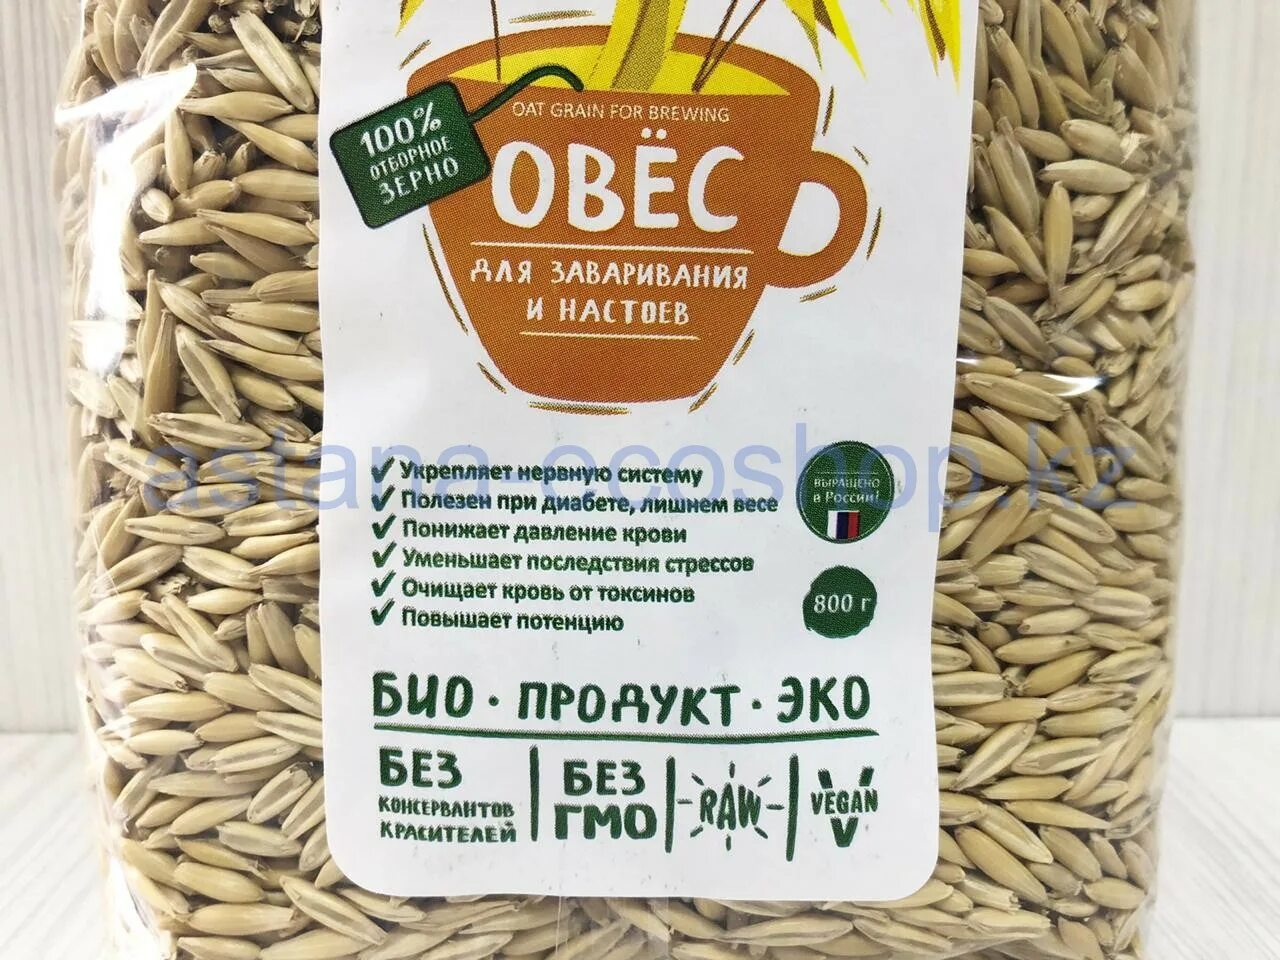 OAT GRAIN FOR BREWING
100%
ОТБОРНОЕ
ЗЕРНО
ОВЁС
ДЛЯ ЗАВАРИВАНИЯ
И НАСТОЕВ
Укрепляет нервную систему
Полезен при диабете, лишнем весе
Понижает давление крови
Уменьшает последствия стрессов
Очищает кровь от токсинов
Повышает потенцию
ВЫРАЩЕНО
в России!
800 г
astana-ecoshop.kz
БИО · ПРОДУКТ · ЭКО
БЕЗ
КОНСЕРВАНТОВ
КРАСИТЕЛЕЙ
БЕЗ
ГМО
RAW
VEGAN
V